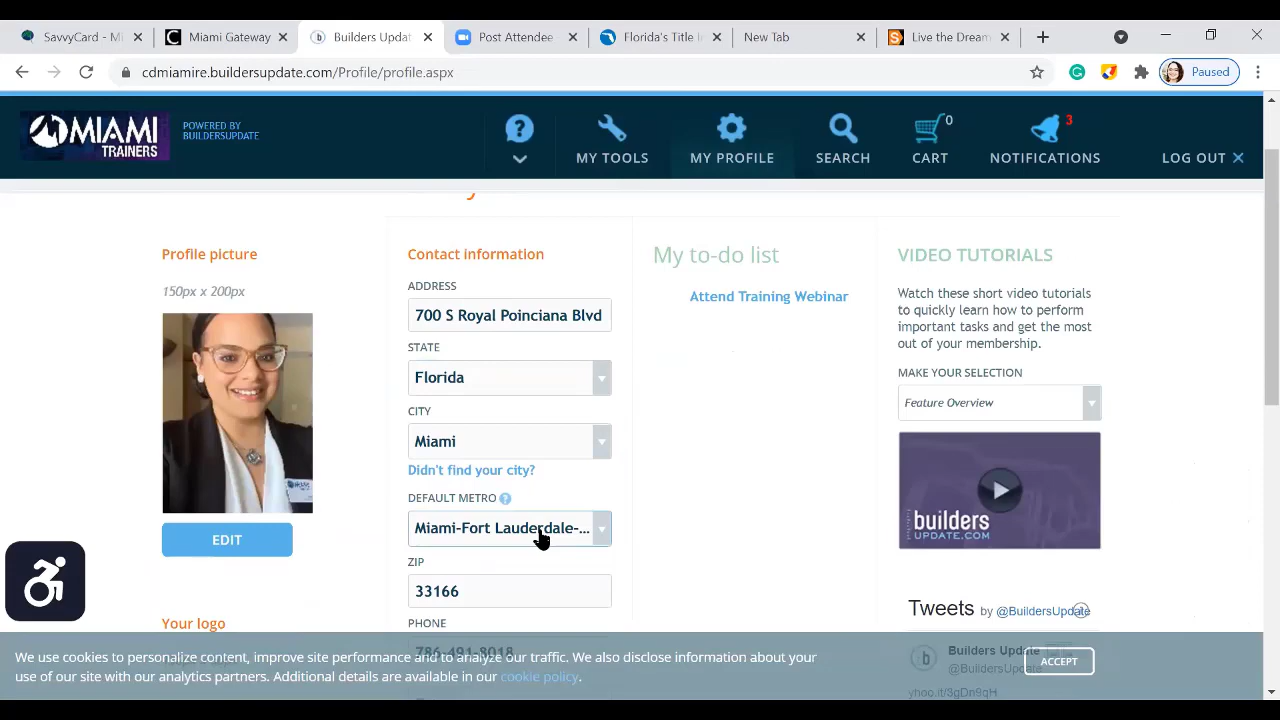 SavvyCard - Mi
Miami Gateway
Builders Updat
Post Attendee
Florida's Title I
New Tab
Live the Dream
cdmiamire.buildersupdate.com/Profile/profile.aspx
Paused
MIAMI TRAINERS
POWERED BY
BUILDERSUPDATE
MY TOOLS
MY PROFILE
SEARCH
0
CART
3
NOTIFICATIONS
LOG OUT
Profile picture
150px x 200px
EDIT
Your logo
Contact information
ADDRESS
700 S Royal Poinciana Blvd
STATE
Florida
CITY
Miami
Didn't find your city?
DEFAULT METRO ?
Miami-Fort Lauderdale-...
ZIP
33166
PHONE
786-491-8018
My to-do list
Attend Training Webinar
VIDEO TUTORIALS
Watch these short video tutorials
to quickly learn how to perform
important tasks and get the most
out of your membership.
MAKE YOUR SELECTION
Feature Overview
builders
UPDATE.COM
Tweets by @BuildersUpdate
Builders Update
@BuildersUpdate
yhoo.it/3gDn9qH
We use cookies to personalize content, improve site performance and to analyze our traffic. We also disclose information about your
use of our site with our analytics partners. Additional details are available in our cookie policy.
ACCEPT